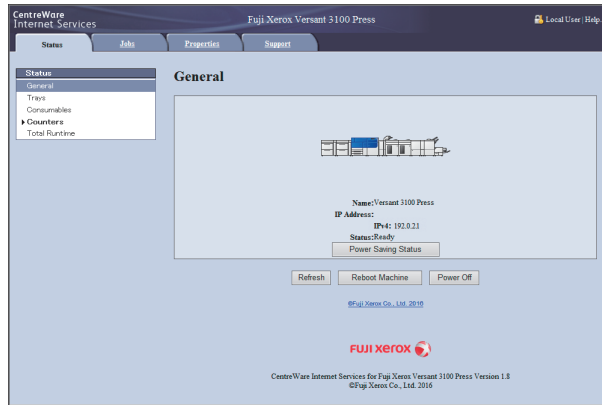 CentreWare
Internet Services
Fuji Xerox Versant 3100 Press
Local User | Help
Status
Jobs
Properties
Support
Status
General
Trays
Consumables
Counters
Total Runtime
General
Name:Versant 3100 Press
IP Address:
IPv4: 192.0.21
Status:Ready
Power Saving Status
Refresh Reboot Machine Power Off
©Fuji Xerox Co., Ltd. 2016
FUJI xerox
CentreWare Internet Services for Fuji Xerox Versant 3100 Press Version 1.8
©Fuji Xerox Co., Ltd. 2016